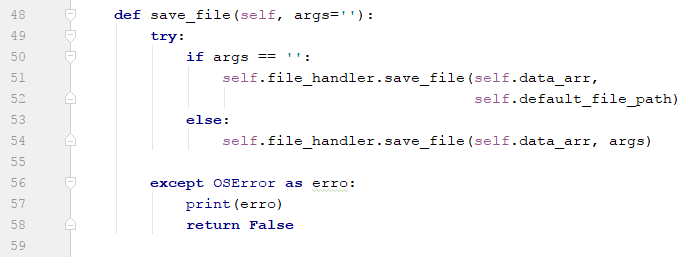 48 def save_file(self, args=''):
49 try:
50 if args == '':
51 self.file_handler.save_file(self.data_arr,
52 self.default_file_path)
53 else:
54 self.file_handler.save_file(self.data_arr, args)
55
56 except OSError as erro:
57 print(erro)
58 return False
59